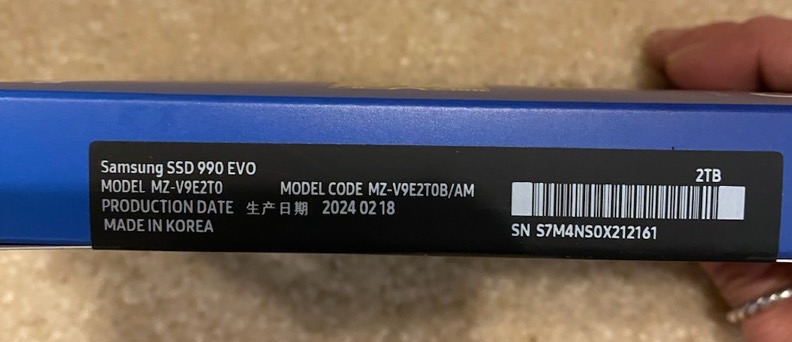 Samsung SSD 990 EVO
2TB
MODEL MZ-V9E2T0 MODEL CODE MZ-V9E2T0B/AM
PRODUCTION DATE 生产日期 2024 02 18
MADE IN KOREA
SN S7M4NS0X212161